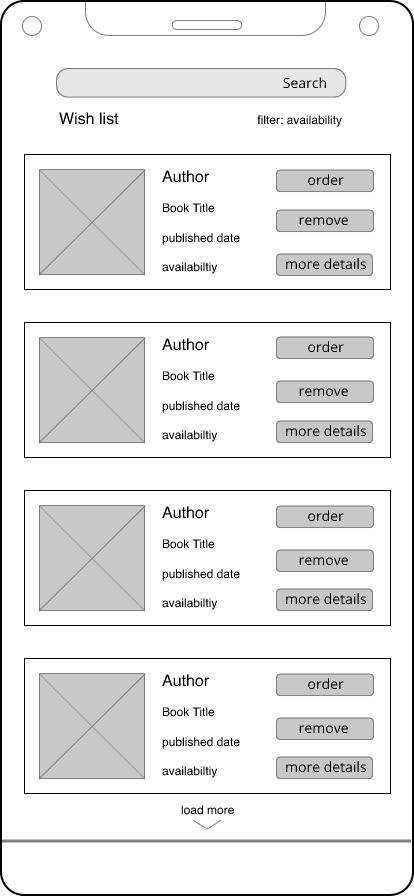 Search
Wish list
filter: availability
Author
order
Book Title
remove
published date
availabiltiy
more details
Author
order
Book Title
remove
published date
availabiltiy
more details
Author
order
Book Title
remove
published date
availabiltiy
more details
Author
order
Book Title
remove
published date
availabiltiy
more details
load more